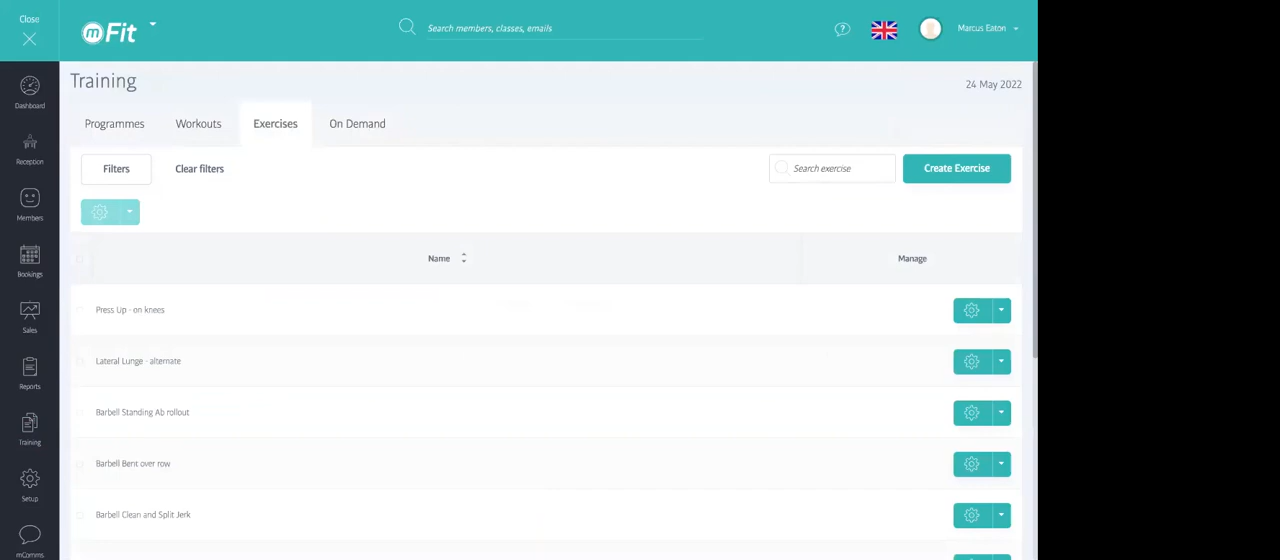 Close
mFit
Search members, classes, emails
Marcus Eaton
Dashboard
Reception
Members
Bookings
Sales
Reports
Training
Setup
mComms
Training
24 May 2022
Programmes
Workouts
Exercises
On Demand
Filters
Clear filters
Search exercise
Create Exercise
Name
Manage
Press Up - on knees
Lateral Lunge - alternate
Barbell Standing Ab rollout
Barbell Bent over row
Barbell Clean and Split Jerk